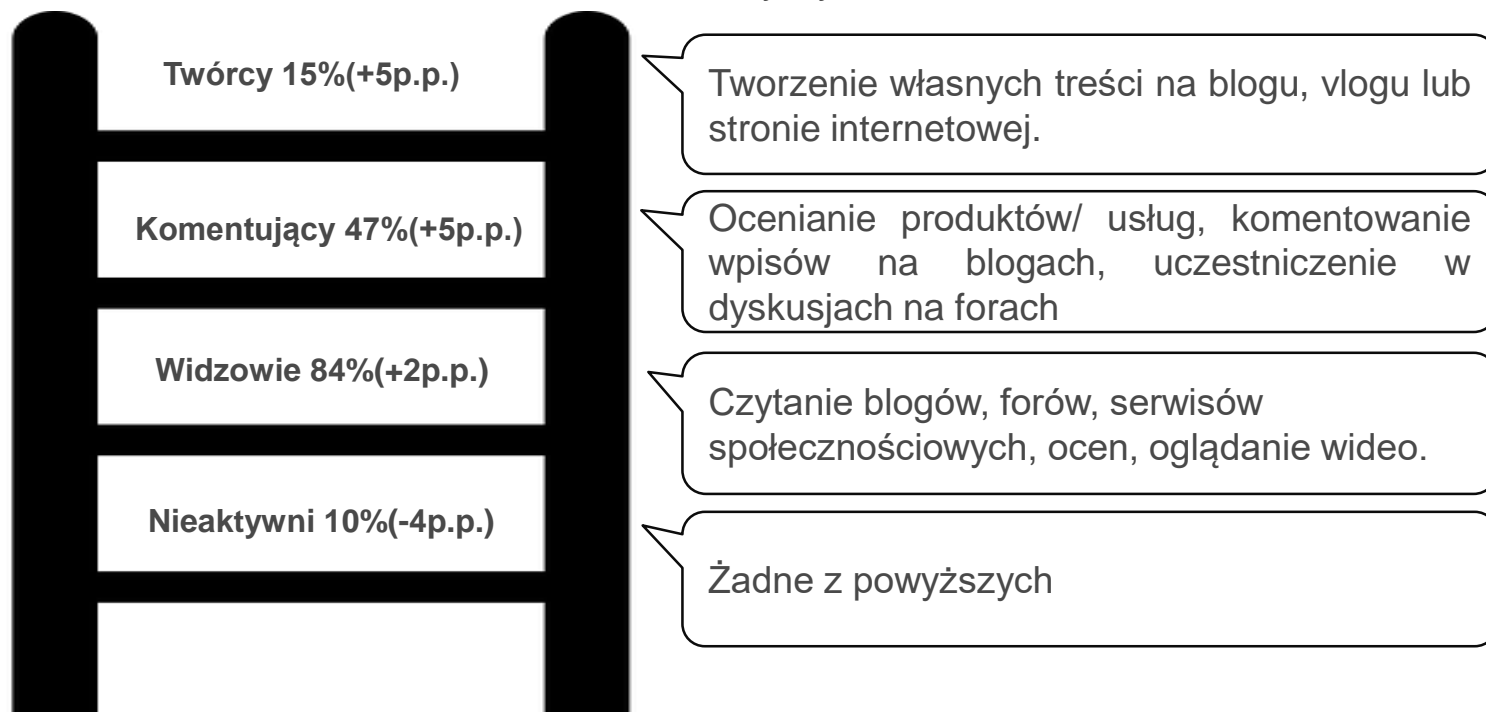 Twórcy 15%(+5p.p.)
Tworzenie własnych treści na blogu, vlogu lub
stronie internetowej.
Komentujący 47%(+5p.p.)
Ocenianie produktów/ usług, komentowanie
wpisów na blogach, uczestniczenie w
dyskusjach na forach
Widzowie 84%(+2p.p.)
Czytanie blogów, forów, serwisów
społecznościowych, ocen, oglądanie wideo.
Nieaktywni 10%(-4p.p.)
Żadne z powyższych